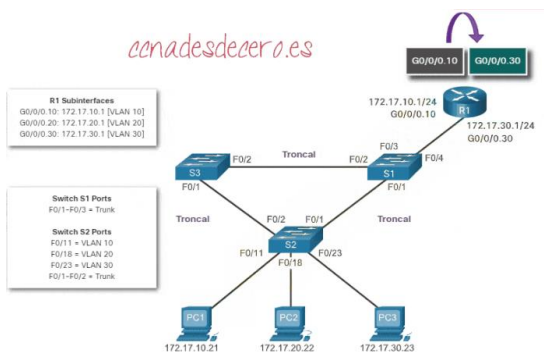 ccnadesdecero.es
G0/0/0.10
G0/0/0.30
R1 Subinterfaces
G0/0/0.10: 172.17.10.1 [VLAN 10]
G0/0/0.20: 172.17.20.1 [VLAN 20]
G0/0/0.30: 172.17.30.1 [VLAN 30]
172.17.10.1/24
G0/0/0.10
R1
172.17.30.1/24
G0/0/0.30
F0/3
F0/4
Troncal
F0/2
F0/2
S3
S1
F0/1
F0/1
Switch S1 Ports
F0/1-F0/3 = Trunk
Switch S2 Ports
F0/11 = VLAN 10
F0/18 = VLAN 20
F0/23 = VLAN 30
F0/1-F0/2 = Trunk
Troncal
Troncal
F0/2
F0/1
S2
F0/11
F0/18
F0/23
PC1
PC2
PC3
172.17.10.21
172.17.20.22
172.17.30.23